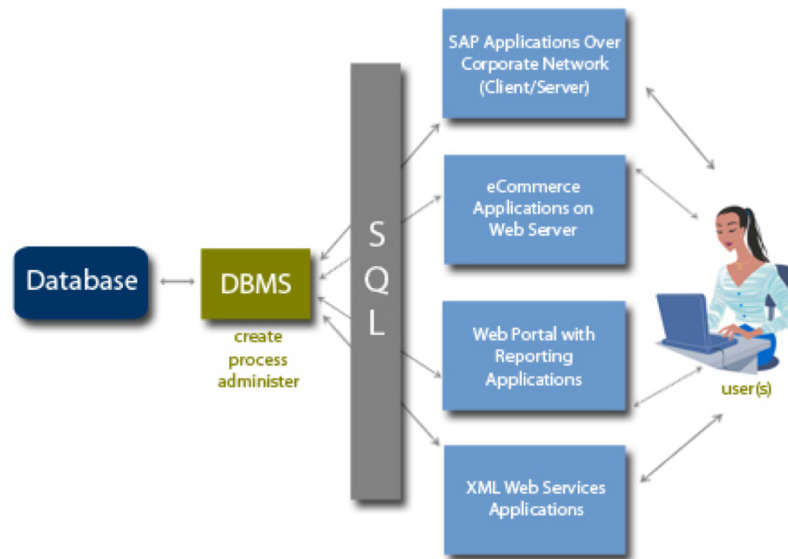 Database
DBMS
create
process
administer
S
Q
L
SAP Applications Over
Corporate Network
(Client/Server)
eCommerce
Applications on
Web Server
Web Portal with
Reporting
Applications
XML Web Services
Applications
user(s)